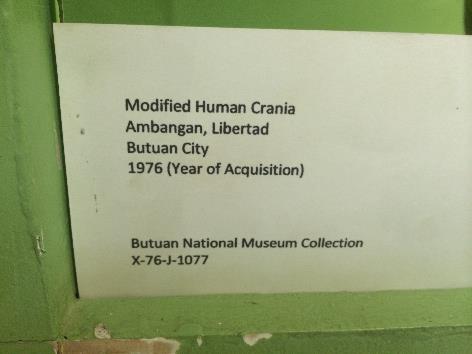 Modified Human Crania
Ambangan, Libertad
Butuan City
1976 (Year of Acquisition)
Butuan National Museum Collection
X-76-J-1077